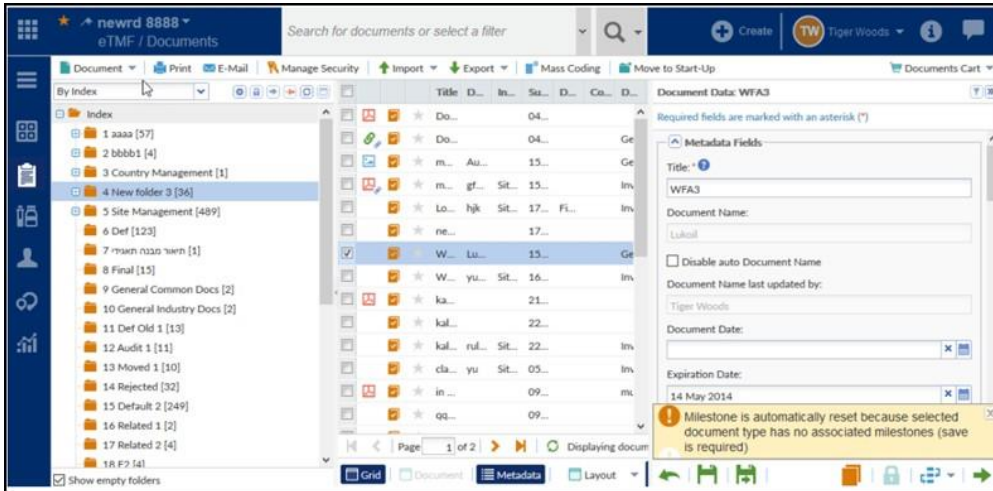 newrd 8888
eTMF / Documents
Search for documents or select a filter
Create
TW
Tiger Woods
Document
Print
E-Mail
Manage Security
Import
Export
Mass Coding
Move to Start-Up
Documents Cart
By Index
Index
1 aaaa [57]
2 bbbb1 [4]
3 Country Management [1]
4 New folder 3 [36]
5 Site Management [489]
6 Def [123]
7 תיאור מבנה תאגידי [1]
8 Final [15]
9 General Common Docs [2]
10 General Industry Docs [2]
11 Def Old 1 [13]
12 Audit 1 [11]
13 Moved 1 [10]
14 Rejected [32]
15 Default 2 [249]
16 Related 1 [2]
17 Related 2 [4]
18 F2 [4]
Show empty folders
Title D... In... Su... D... Co... D...
Do... 04...
Do... 04... Ge
m... Au... 15... Ge
m... gf... Sit... 15... Inv
Lo... hjk Sit... 17... Fi... Inv
ne... 17...
W... Lu... 15... Ge
W... yu... Sit... 16... Inv
ka... 21...
kal... 22...
kal... rul... Sit... 22... Inv
cla... yu Sit... 05... Inv
in ... 09... mu
qq... 09...
Page 1 of 2
Displaying docum
Grid
Document
Metadata
Layout
Document Data: WFA3
Required fields are marked with an asterisk (*)
Metadata Fields
Title: *
WFA3
Document Name:
Lukoil
Disable auto Document Name
Document Name last updated by:
Tiger Woods
Document Date:
Expiration Date:
14 May 2014
Milestone is automatically reset because selected
document type has no associated milestones (save
is required)